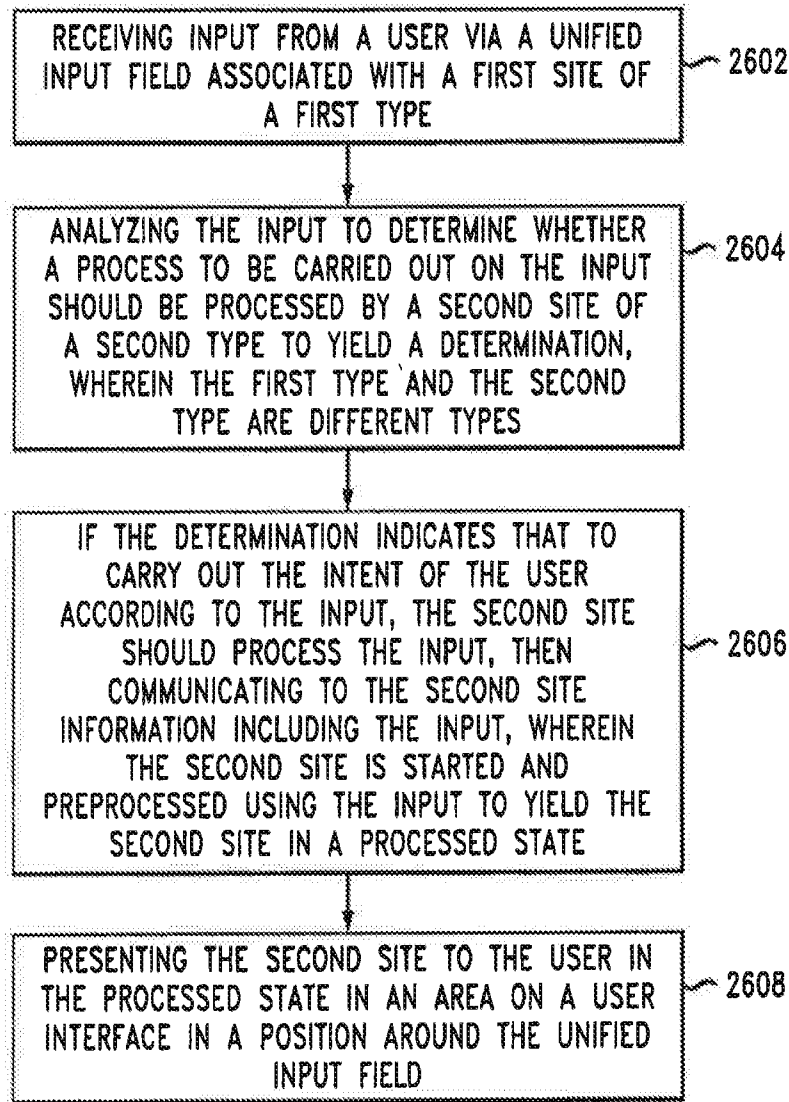 RECEIVING INPUT FROM A USER VIA A UNIFIED
INPUT FIELD ASSOCIATED WITH A FIRST SITE OF
A FIRST TYPE
2602
ANALYZING THE INPUT TO DETERMINE WHETHER
A PROCESS TO BE CARRIED OUT ON THE INPUT
SHOULD BE PROCESSED BY A SECOND SITE OF
A SECOND TYPE TO YIELD A DETERMINATION,
WHEREIN THE FIRST TYPE AND THE SECOND
TYPE ARE DIFFERENT TYPES
2604
IF THE DETERMINATION INDICATES THAT TO
CARRY OUT THE INTENT OF THE USER
ACCORDING TO THE INPUT, THE SECOND SITE
SHOULD PROCESS THE INPUT, THEN
COMMUNICATING TO THE SECOND SITE
INFORMATION INCLUDING THE INPUT, WHEREIN
THE SECOND SITE IS STARTED AND
PREPROCESSED USING THE INPUT TO YIELD THE
SECOND SITE IN A PROCESSED STATE
2606
PRESENTING THE SECOND SITE TO THE USER IN
THE PROCESSED STATE IN AN AREA ON A USER
INTERFACE IN A POSITION AROUND THE UNIFIED
INPUT FIELD
2608